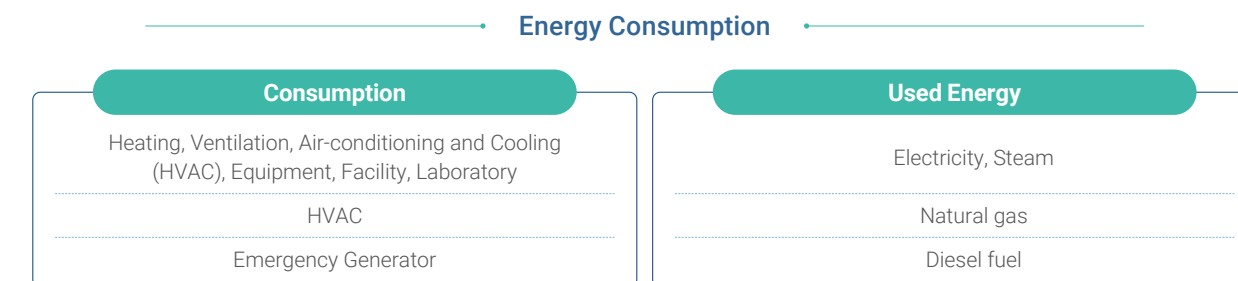 Energy Consumption
Consumption
Used Energy
Heating, Ventilation, Air-conditioning and Cooling
(HVAC), Equipment, Facility, Laboratory
Electricity, Steam
HVAC
Natural gas
Emergency Generator
Diesel fuel